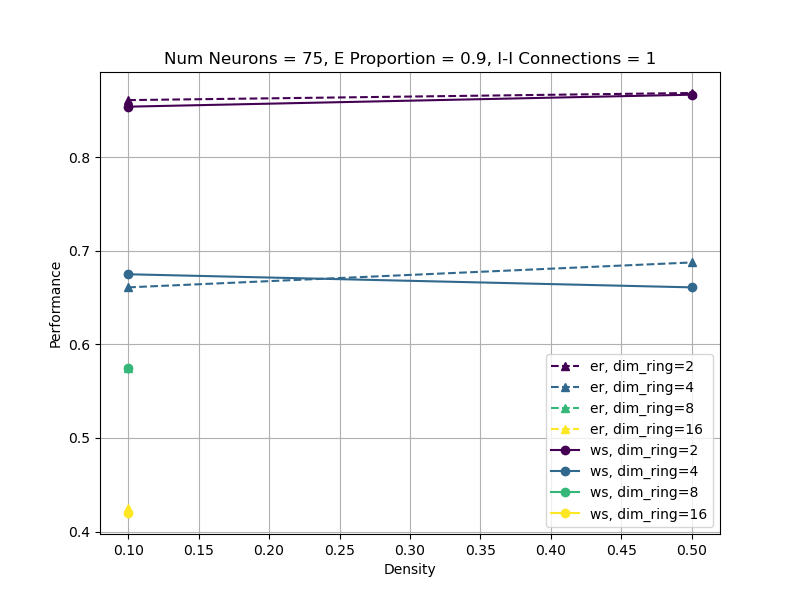 Num Neurons = 75, E Proportion = 0.9, I-I Connections = 1
Performance
0.8
0.7
0.6
0.5
0.4
er, dim_ring=2
er, dim_ring=4
er, dim_ring=8
er, dim_ring=16
ws, dim_ring=2
ws, dim_ring=4
ws, dim_ring=8
ws, dim_ring=16
0.10 0.15 0.20 0.25 0.30 0.35 0.40 0.45 0.50
Density